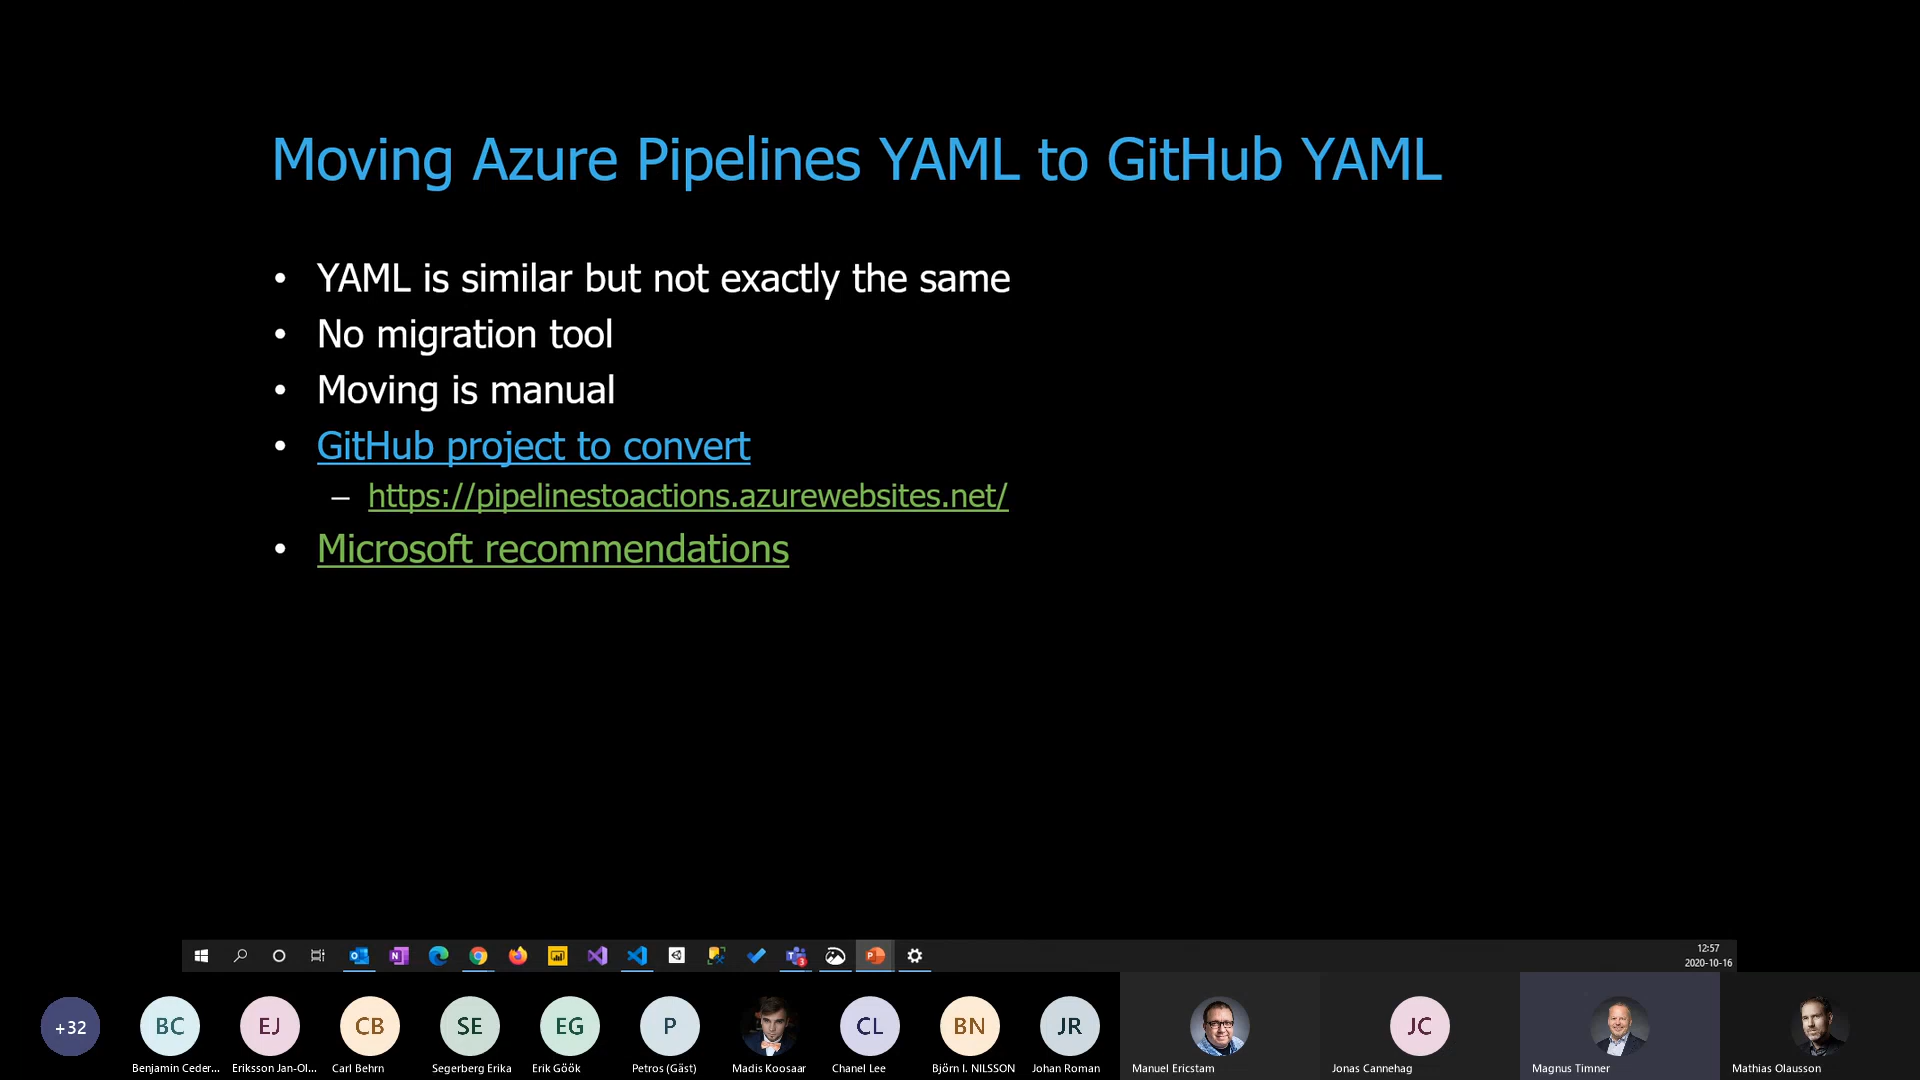 Moving Azure Pipelines YAML to GitHub YAML
• YAML is similar but not exactly the same
• No migration tool
• Moving is manual
• GitHub project to convert
– https://pipelinestoactions.azurewebsites.net/
• Microsoft recommendations
12:57
2020-10-16
+32
BC
EJ
CB
SE
EG
P
CL
BN
JR
JC
Benjamin Ceder...
Eriksson Jan-Ol...
Carl Behrn
Segerberg Erika
Erik Göök
Petros (Gäst)
Madis Koosaar
Chanel Lee
Björn I. NILSSON
Johan Roman
Manuel Ericstam
Jonas Cannehag
Magnus Timner
Mathias Olausson